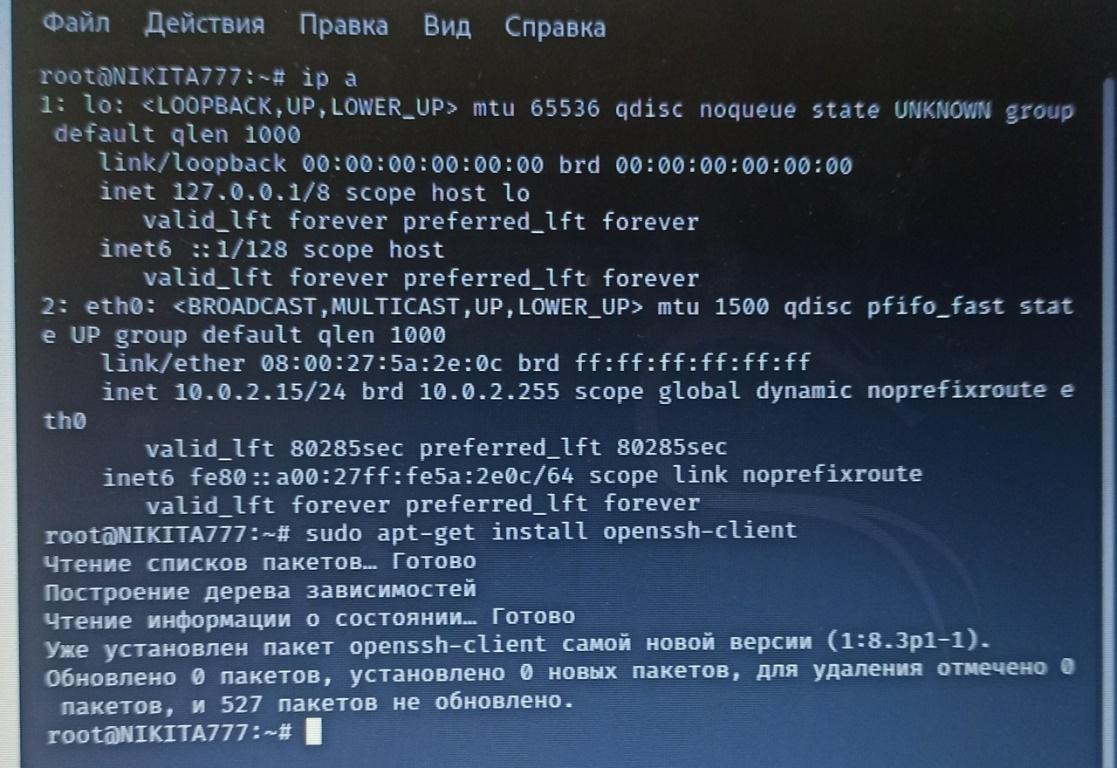 Файл Действия Правка Вид Справка
root@NIKITA777:~# ip a
1: lo: <LOOPBACK,UP,LOWER_UP> mtu 65536 qdisc noqueue state UNKNOWN group
default qlen 1000
link/loopback 00:00:00:00:00:00 brd 00:00:00:00:00:00
inet 127.0.0.1/8 scope host lo
valid_lft forever preferred_lft forever
inet6 ::1/128 scope host
valid_lft forever preferred_lft forever
2: eth0: <BROADCAST,MULTICAST,UP,LOWER_UP> mtu 1500 qdisc pfifo_fast stat
e UP group default qlen 1000
link/ether 08:00:27:5a:2e:0c brd ff:ff:ff:ff:ff:ff
inet 10.0.2.15/24 brd 10.0.2.255 scope global dynamic noprefixroute e
th0
valid_lft 80285sec preferred_lft 80285sec
inet6 fe80::a00:27ff:fe5a:2e0c/64 scope link noprefixroute
valid_lft forever preferred_lft forever
root@NIKITA777:~# sudo apt-get install openssh-client
Чтение списков пакетов… Готово
Построение дерева зависимостей
Чтение информации о состоянии… Готово
Уже установлен пакет openssh-client самой новой версии (1:8.3p1-1).
Обновлено 0 пакетов, установлено 0 новых пакетов, для удаления отмечено 0
пакетов, и 527 пакетов не обновлено.
root@NIKITA777:~#